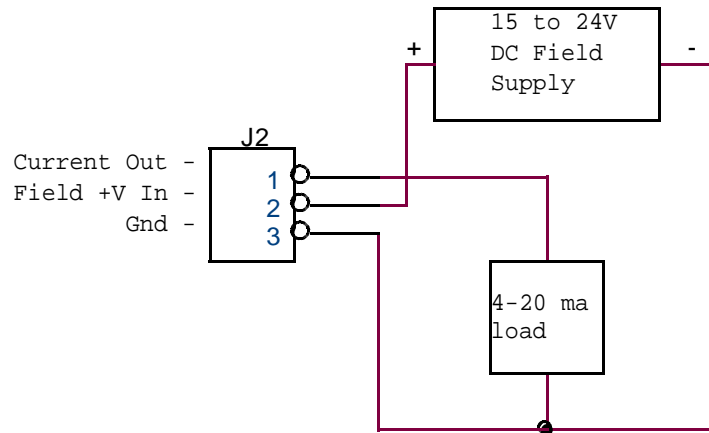 15 to 24V
+ DC Field -
Supply
J2
Current Out - 1
Field +V In - 2
Gnd - 3
4-20 ma
load